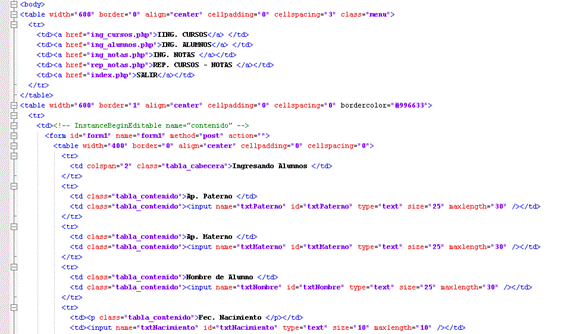 <body>
<table width="600" border="0" align="center" cellpadding="0" cellspacing="3" class="menu">
<tr>
<td><a href="ing_cursos.php">IING. CURSOS</a> </td>
<td><a href="ing_alumnos.php">ING. ALUMNOS</a> </td>
<td><a href="ing_notas.php">ING. NOTAS </a></td>
<td><a href="rep_notas.php">REP. CURSOS - NOTAS </a></td>
<td><a href="index.php">SALIR</a></td>
</tr>
</table>
<table width="600" border="1" align="center" cellpadding="0" cellspacing="0" bordercolor="#996633">
<tr>
<td><!-- InstanceBeginEditable name="contenido" -->
<form id="form1" name="form1" method="post" action="">
<table width="400" border="0" align="center" cellpadding="0" cellspacing="0">
<tr>
<td colspan="2" class="tabla_cabecera">Ingresando Alumnos </td>
</tr>
<tr>
<td class="tabla_contenido">Ap. Paterno </td>
<td class="tabla_contenido"><input name="txtPaterno" id="txtPaterno" type="text" size="25" maxlength="30" /></td>
</tr>
<tr>
<td class="tabla_contenido">Ap. Materno </td>
<td class="tabla_contenido"><input name="txtMaterno" id="txtMaterno" type="text" size="25" maxlength="30" /></td>
</tr>
<tr>
<td class="tabla_contenido">Nombre de Alumno </td>
<td class="tabla_contenido"><input name="txtNombre" id="txtNombre" type="text" size="25" maxlength="30" /></td>
</tr>
<tr>
<td><p class="tabla_contenido">Fec. Nacimiento </p></td>
<td><input name="txtNacimiento" id="txtNacimiento" type="text" size="10" maxlength="10" /></td>